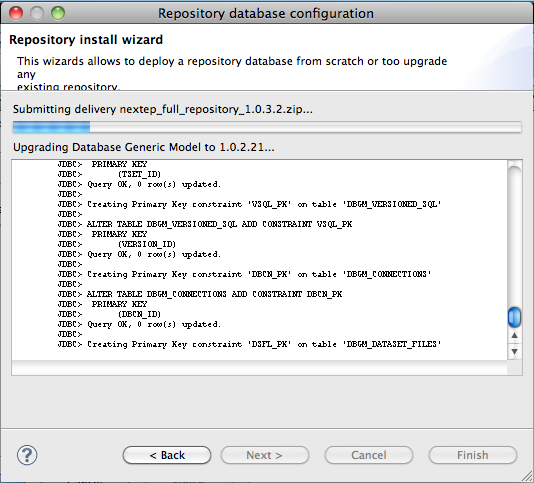 Repository database configuration
Repository install wizard
This wizards allows to deploy a repository database from scratch or too upgrade
any
existing repository.
Submitting delivery nextep_full_repository_1.0.3.2.zip...
Upgrading Database Generic Model to 1.0.2.21...
JDBC>  PRIMARY KEY
JDBC>       (TSET_ID)
JDBC> Query OK, 0 row(s) updated.
JDBC>
JDBC> Creating Primary Key constraint 'VSQL_PK' on table 'DBGM_VERSIONED_SQL'
JDBC>
JDBC> ALTER TABLE DBGM_VERSIONED_SQL ADD CONSTRAINT VSQL_PK
JDBC>  PRIMARY KEY
JDBC>       (VERSION_ID)
JDBC> Query OK, 0 row(s) updated.
JDBC>
JDBC> Creating Primary Key constraint 'DBCN_PK' on table 'DBGM_CONNECTIONS'
JDBC>
JDBC> ALTER TABLE DBGM_CONNECTIONS ADD CONSTRAINT DBCN_PK
JDBC>  PRIMARY KEY
JDBC>       (DBCN_ID)
JDBC> Query OK, 0 row(s) updated.
JDBC>
JDBC> Creating Primary Key constraint 'DSFL_PK' on table 'DBGM_DATASET_FILES'
? < Back Next > Cancel Finish